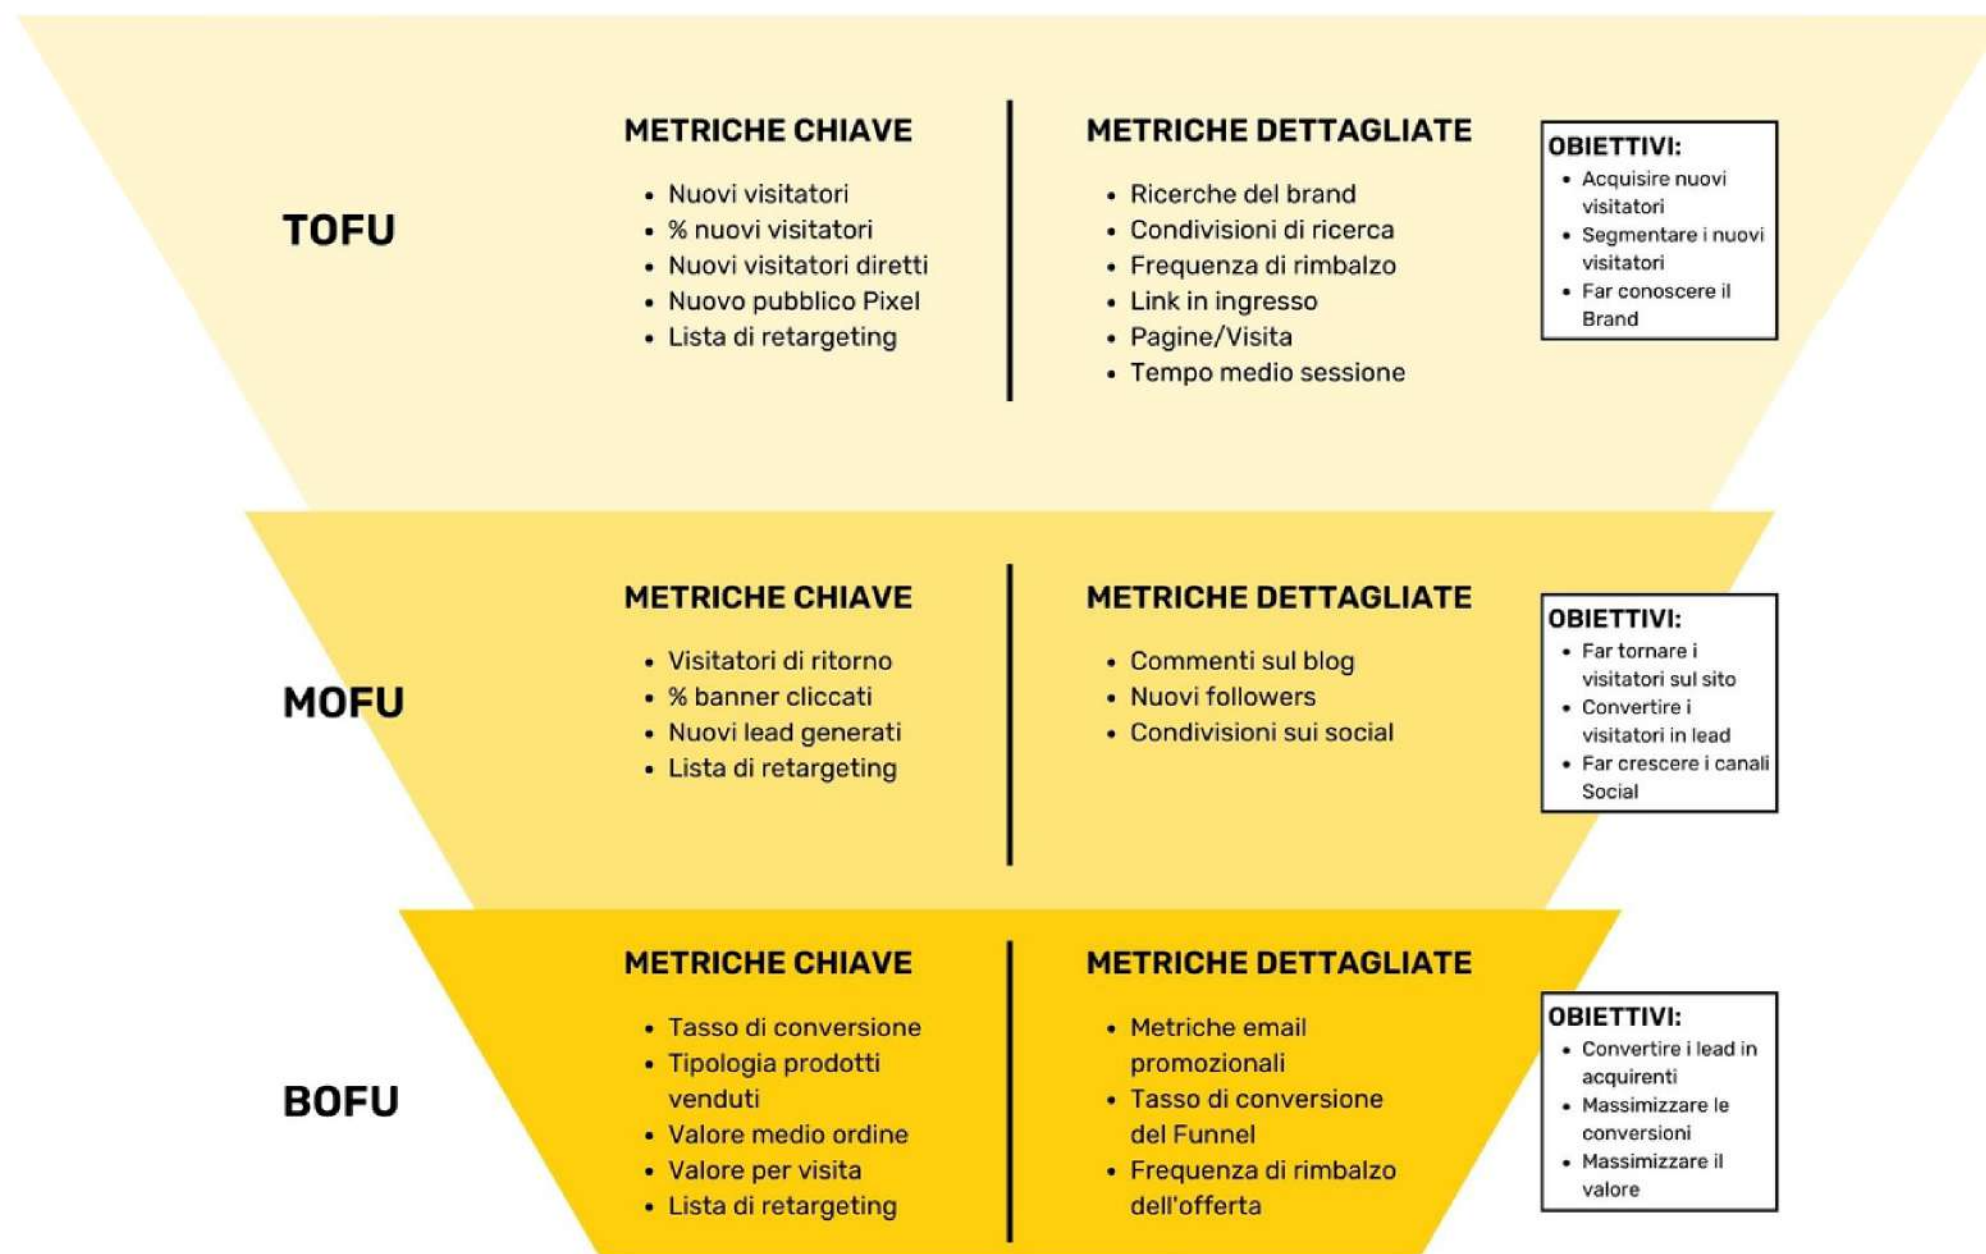 TOFU
METRICHE CHIAVE
• Nuovi visitatori
• % nuovi visitatori
• Nuovi visitatori diretti
• Nuovo pubblico Pixel
• Lista di retargeting
METRICHE DETTAGLIATE
• Ricerche del brand
• Condivisioni di ricerca
• Frequenza di rimbalzo
• Link in ingresso
• Pagine/Visita
• Tempo medio sessione
OBIETTIVI:
• Acquisire nuovi
visitatori
• Segmentare i nuovi
visitatori
• Far conoscere il
Brand
MOFU
METRICHE CHIAVE
• Visitatori di ritorno
• % banner cliccati
• Nuovi lead generati
• Lista di retargeting
METRICHE DETTAGLIATE
• Commenti sul blog
• Nuovi followers
• Condivisioni sui social
OBIETTIVI:
• Far tornare i
visitatori sul sito
• Convertire i
visitatori in lead
• Far crescere i canali
Social
BOFU
METRICHE CHIAVE
• Tasso di conversione
• Tipologia prodotti
venduti
• Valore medio ordine
• Valore per visita
• Lista di retargeting
METRICHE DETTAGLIATE
• Metriche email
promozionali
• Tasso di conversione
del Funnel
• Frequenza di rimbalzo
dell'offerta
OBIETTIVI:
• Convertire i lead in
acquirenti
• Massimizzare le
conversioni
• Massimizzare il
valore